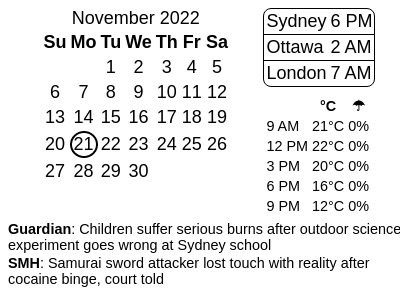 November 2022
Su Mo Tu We Th Fr Sa
1 2 3 4 5
6 7 8 9 10 11 12
13 14 15 16 17 18 19
20 21 22 23 24 25 26
27 28 29 30
Sydney 6 PM
Ottawa 2 AM
London 7 AM
°C ☂
9 AM 21°C 0%
12 PM 22°C 0%
3 PM 20°C 0%
6 PM 16°C 0%
9 PM 12°C 0%
Guardian: Children suffer serious burns after outdoor science
experiment goes wrong at Sydney school
SMH: Samurai sword attacker lost touch with reality after
cocaine binge, court told